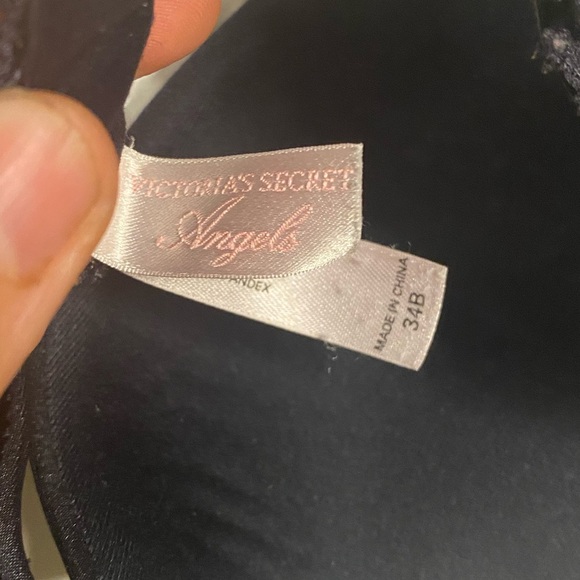 VICTORIA'S SECRET
Angels
ANDEX
MADE IN CHINA
34B